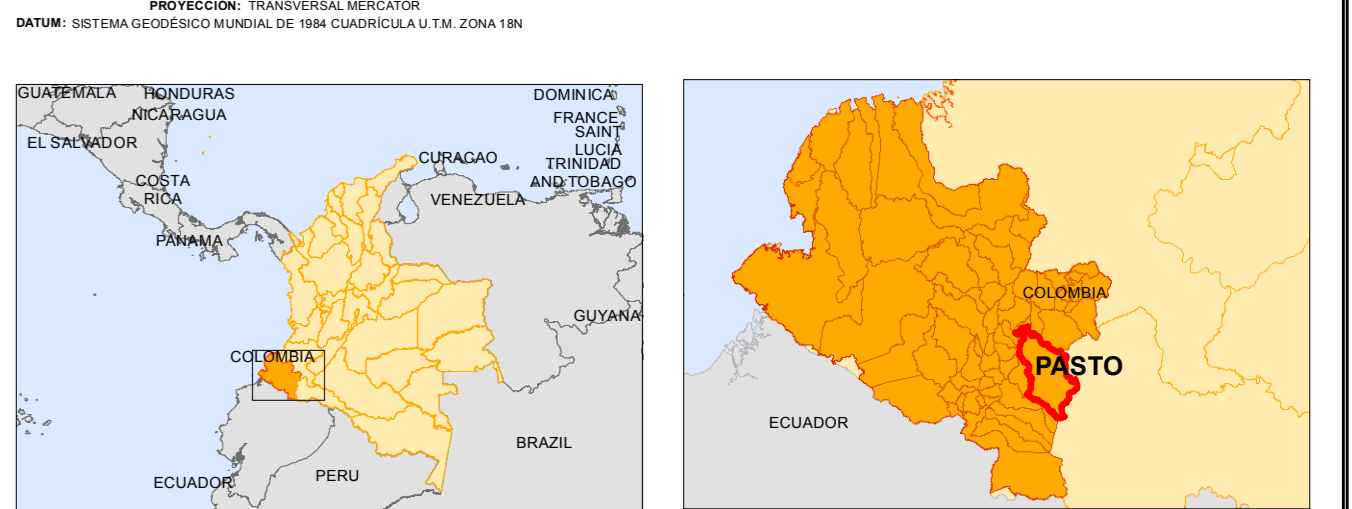 PROYECCIÓN: TRANSVERSAL MERCATOR
DATUM: SISTEMA GEODÉSICO MUNDIAL DE 1984 CUADRÍCULA U.T.M. ZONA 18N
GUATEMALA
HONDURAS
NICARAGUA
EL SALVADOR
COSTA
RICA
PANAMA
DOMINICA
FRANCE
SAINT
LUCIA
TRINIDAD
AND TOBAGO
CURACAO
VENEZUELA
GUYANA
COLOMBIA
BRAZIL
PERU
ECUADOR
COLOMBIA
PASTO
ECUADOR